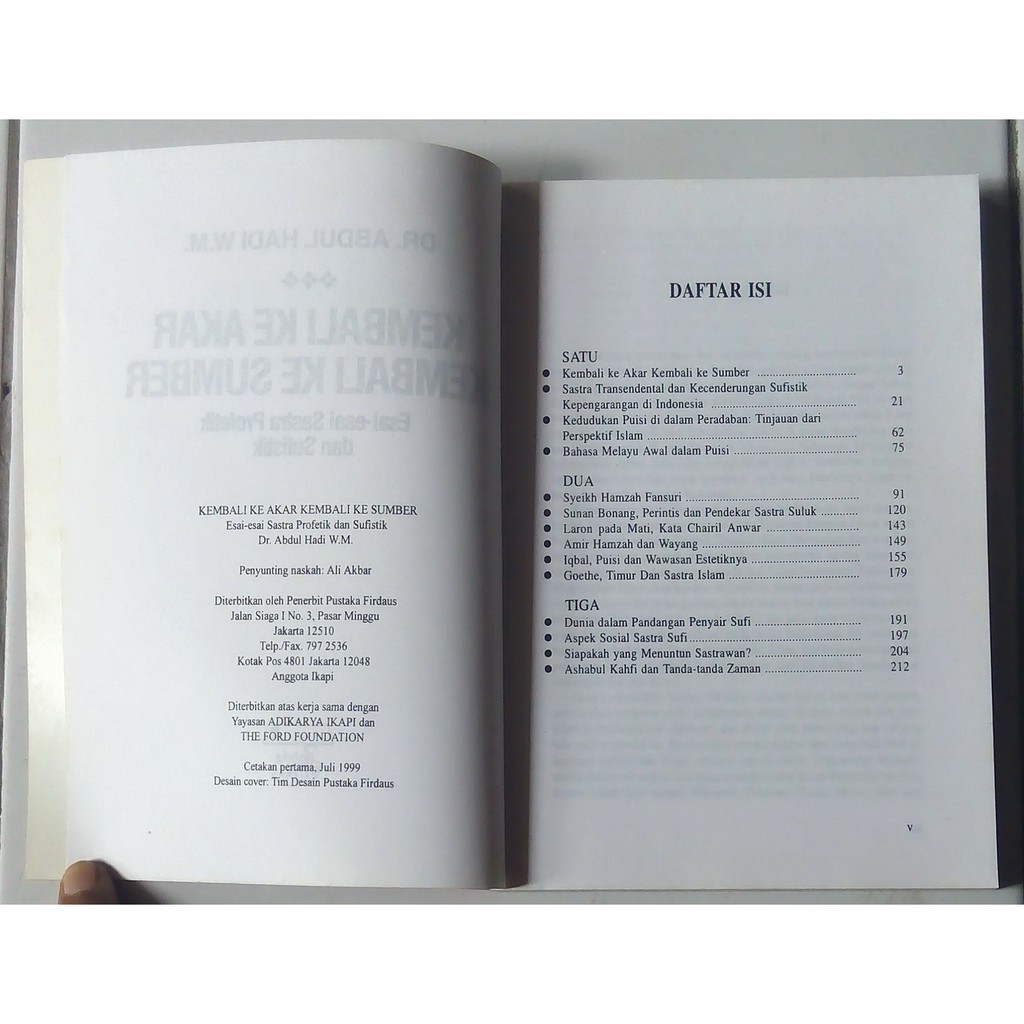 DR. ABDUL HADI W.M.
KEMBALI KE AKAR
KEMBALI KE SUMBER
Esai-esai Sastra Profetik
dan Sufistik
KEMBALI KE AKAR KEMBALI KE SUMBER
Esai-esai Sastra Profetik dan Sufistik
Dr. Abdul Hadi W.M.
Penyunting naskah: Ali Akbar
Diterbitkan oleh Penerbit Pustaka Firdaus
Jalan Siaga I No. 3, Pasar Minggu
Jakarta 12510
Telp./Fax. 797 2536
Kotak Pos 4801 Jakarta 12048
Anggota Ikapi
Diterbitkan atas kerja sama dengan
Yayasan ADIKARYA IKAPI dan
THE FORD FOUNDATION
Cetakan pertama, Juli 1999
Desain cover: Tim Desain Pustaka Firdaus
DAFTAR ISI
SATU
● Kembali ke Akar Kembali ke Sumber ................................ 3
● Sastra Transendental dan Kecenderungan Sufistik
Kepengarangan di Indonesia ............................................... 21
● Kedudukan Puisi di dalam Peradaban: Tinjauan dari
Perspektif Islam .................................................................... 62
● Bahasa Melayu Awal dalam Puisi ........................................ 75
DUA
● Syeikh Hamzah Fansuri ........................................................ 91
● Sunan Bonang, Perintis dan Pendekar Sastra Suluk ............ 120
● Laron pada Mati, Kata Chairil Anwar .............................. 143
● Amir Hamzah dan Wayang ................................................... 149
● Iqbal, Puisi dan Wawasan Estetiknya .................................... 155
● Goethe, Timur Dan Sastra Islam .......................................... 179
TIGA
● Dunia dalam Pandangan Penyair Sufi .................................. 191
● Aspek Sosial Sastra Sufi ....................................................... 197
● Siapakah yang Menuntun Sastrawan? .................................. 204
● Ashabul Kahfi dan Tanda-tanda Zaman ............................... 212
v